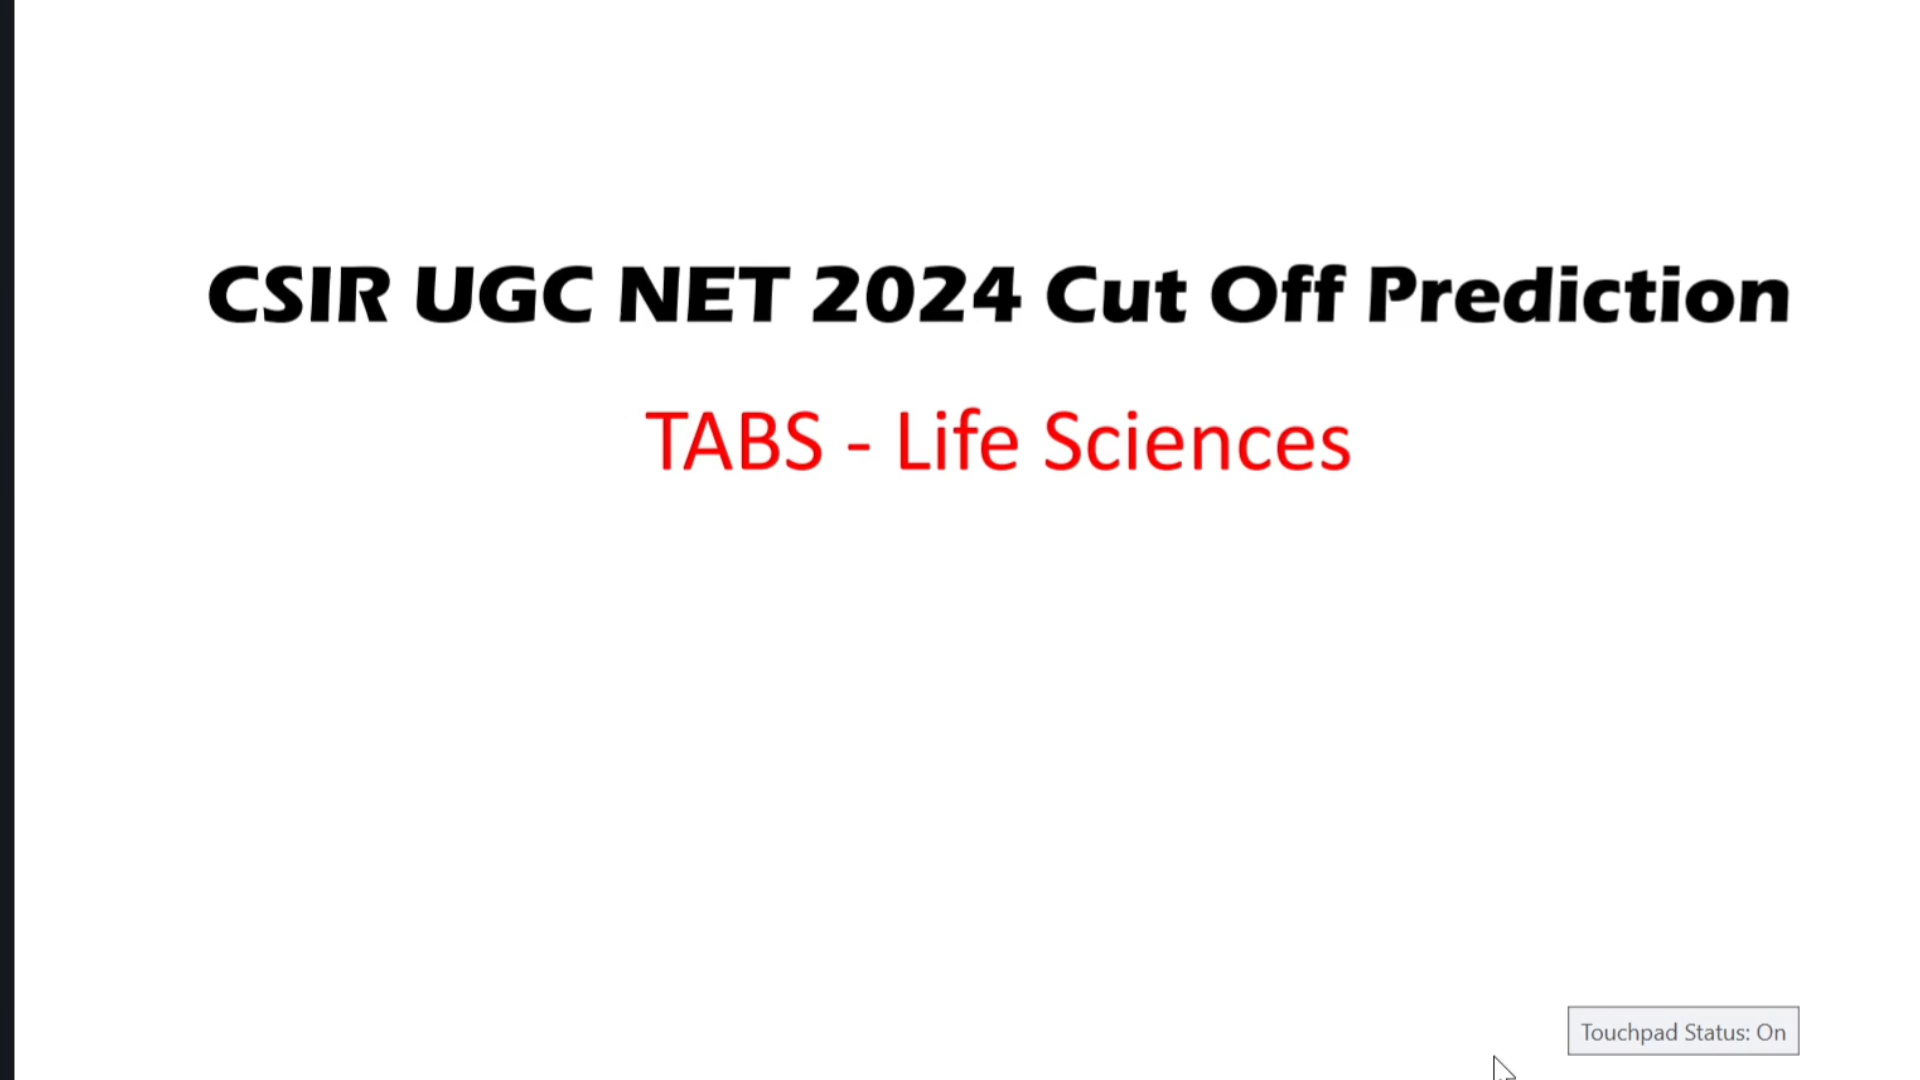 CSIR UGC NET 2024 Cut Off Prediction
TABS - Life Sciences
Touchpad Status: On